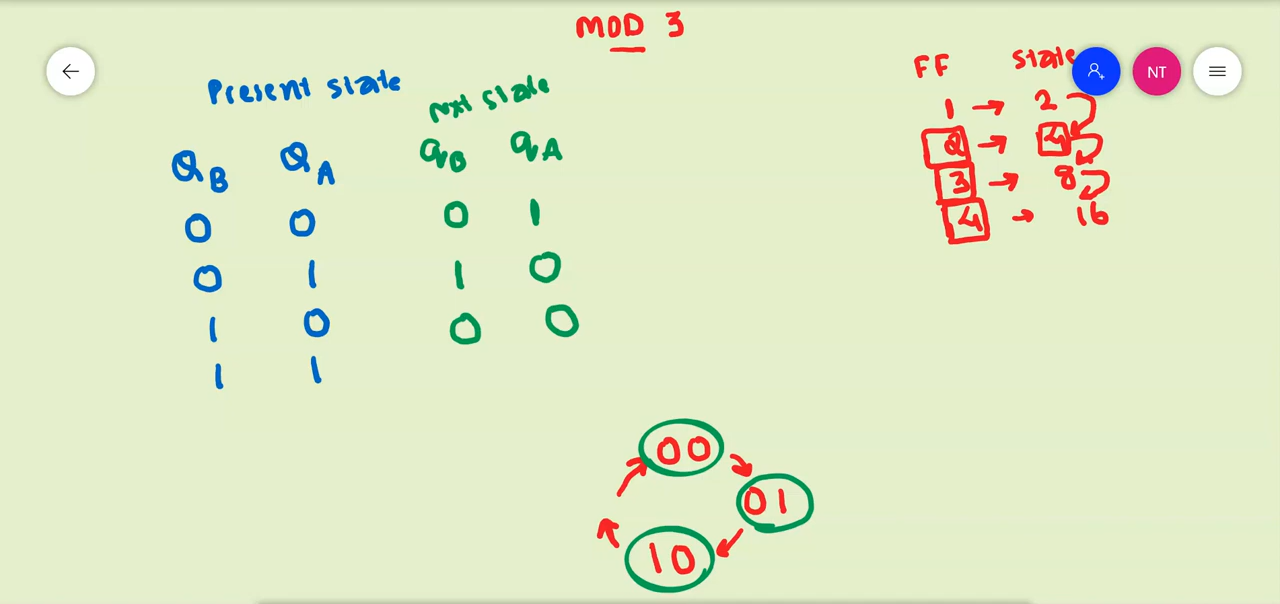 MOD 3
FF State
Present state
next state
NT
1 → 2
QB QA qB qA
2 → 4
3 → 8
0 0 0 1
4 → 16
0 1 1 0
1 0 0 0
1 1
00
01
10